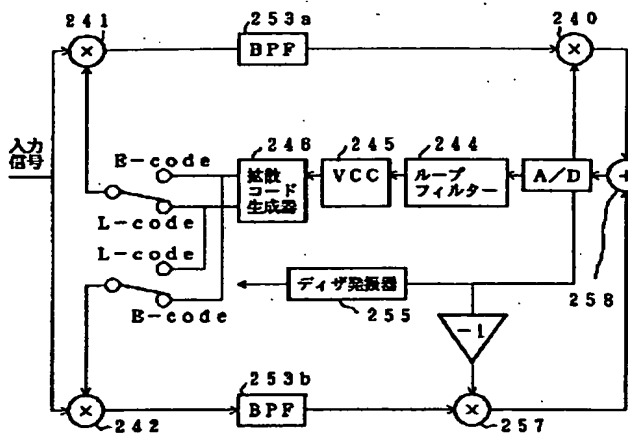 241
253a
240
×
BPF
×
入力
信号
E-code
L-code
L-code
E-code
246
拡散
コード
生成器
245
VCC
244
ループ
フィルター
A/D
+
258
ディザ発振器
255
-1
253b
×
BPF
×
242
257